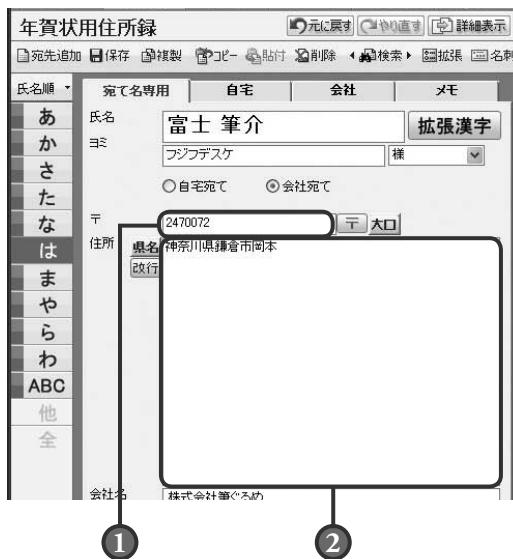 年賀状用住所録 元に戻す やり直す 詳細表示
宛先追加 保存 複製 コピー 貼付 削除 検索 拡張 名刺
氏名順 宛て名専用 自宅 会社 メモ
あ
か
さ
た
な
は
ま
や
ら
わ
ABC
他
全
氏名 富士 筆介 拡張漢字
ヨミ フジフデスケ 様
自宅宛て 会社宛て
〒 2470072 〒 大口
住所 県名 神奈川県鎌倉市岡本
改行
会社名 株式会社筆ぐるめ
1 2